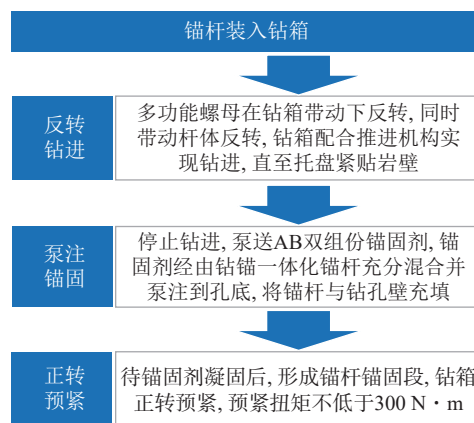 锚杆装入钻箱
反转
钻进
多功能螺母在钻箱带动下反转, 同时
带动杆体反转, 钻箱配合推进机构实
现钻进, 直至托盘紧贴岩壁
泵注
锚固
停止钻进, 泵送AB双组份锚固剂, 锚
固剂经由钻锚一体化锚杆充分混合并
泵注到孔底, 将锚杆与钻孔壁充填
正转
预紧
待锚固剂凝固后, 形成锚杆锚固段, 钻箱
正转预紧, 预紧扭矩不低于300 N・m